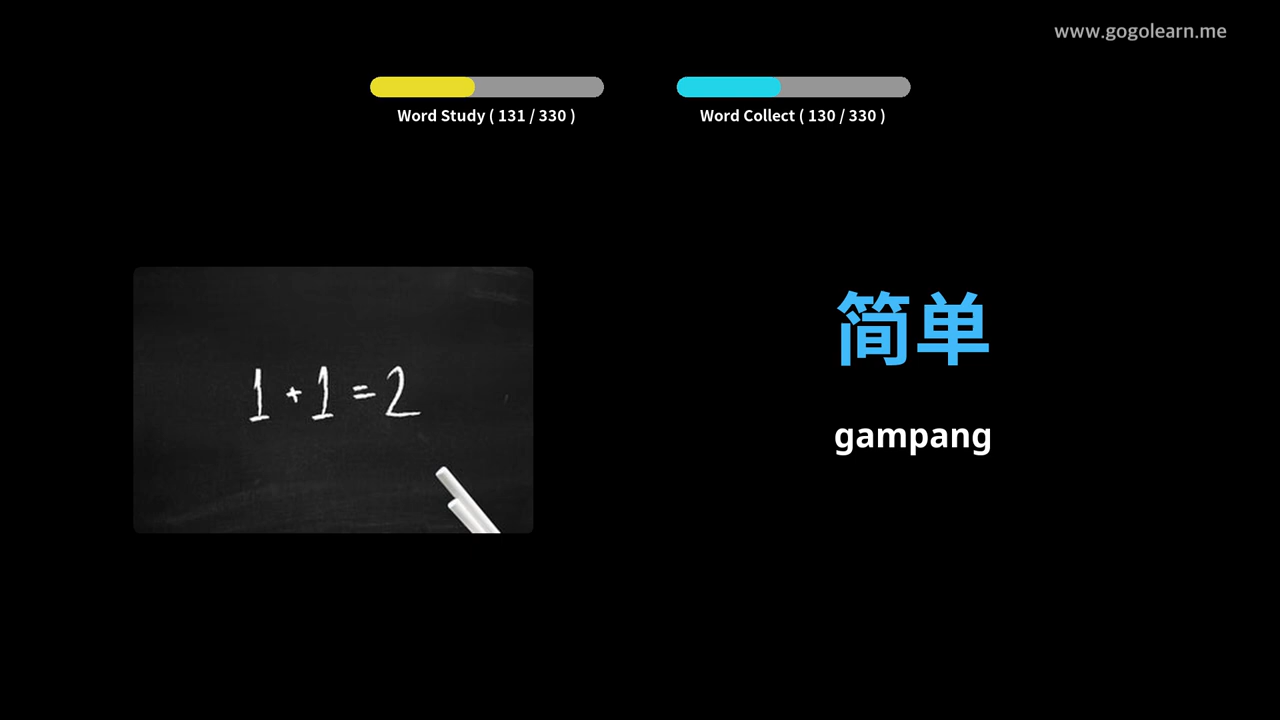 www.gogolearn.me
Word Study ( 131 / 330 )
Word Collect ( 130 / 330 )
1 + 1 = 2
简单
gampang